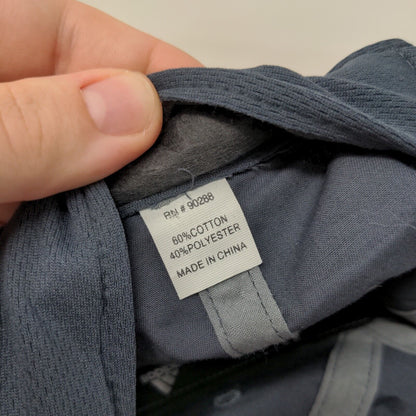 RN # 90288
60%COTTON
40%POLYESTER
MADE IN CHINA